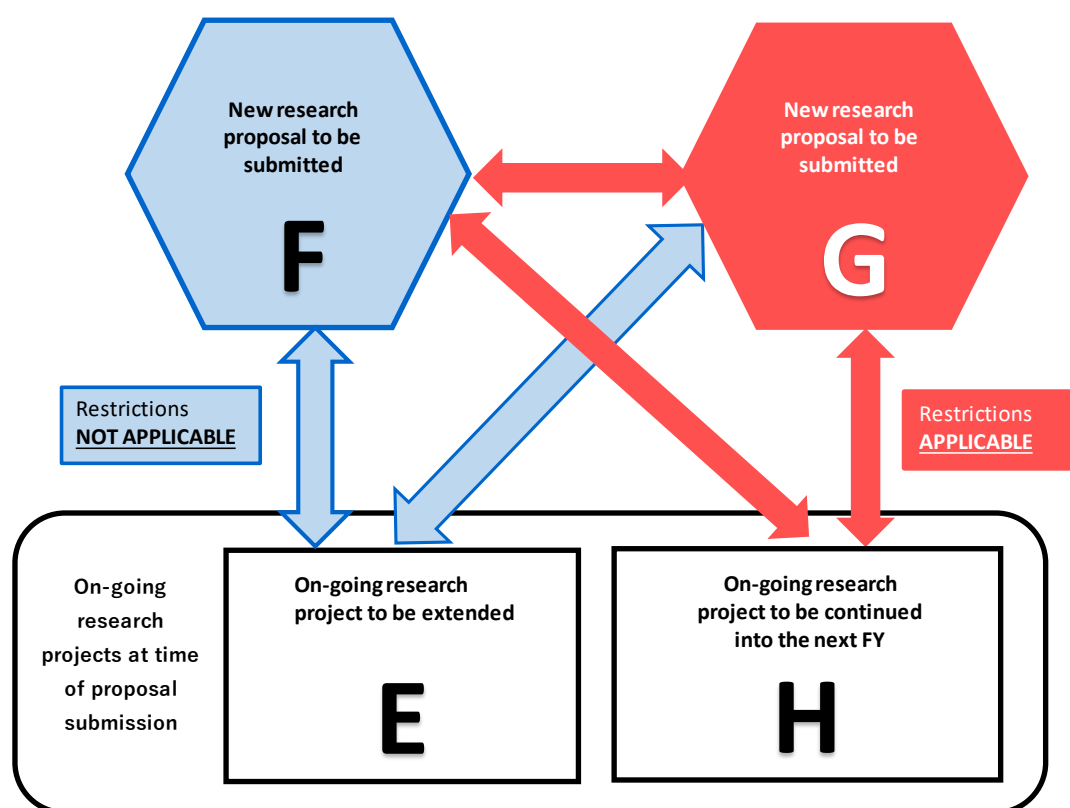 New research
proposal to be
submitted
F
New research
proposal to be
submitted
G
Restrictions
NOT APPLICABLE
Restrictions
APPLICABLE
On-going
research
projects at time
of proposal
submission
On-going research
project to be extended
E
On-going research
project to be continued
into the next FY
H